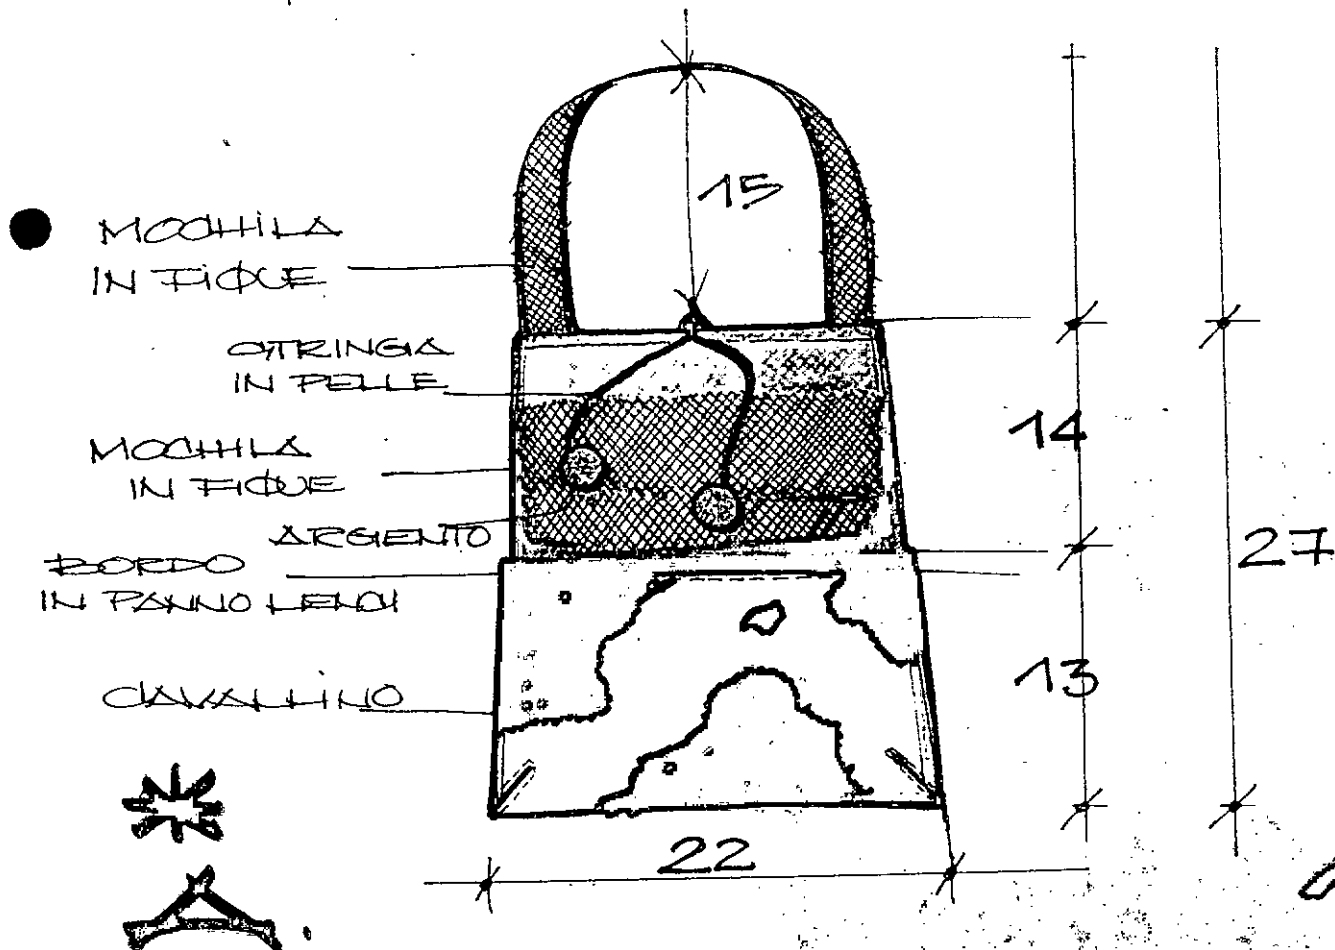 MOCHILA
IN FIQUE
STRINGA
IN PELLE
MOCHILA
IN FIQUE
ARGENTO
BORDO
IN PANNO LENCI
CAVALLINO
15
14
27
13
22